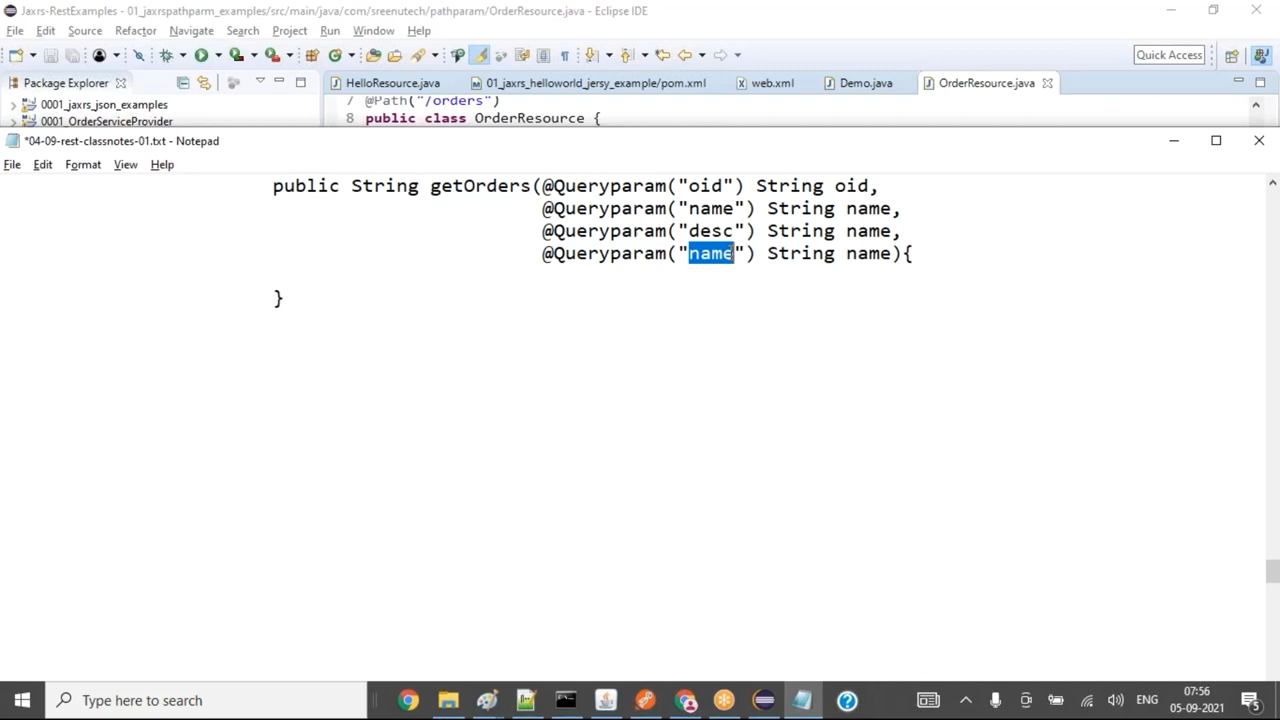 Jaxrs-RestExamples - 01_jaxrspathparm_examples/src/main/java/com/sreenutech/pathparam/OrderResource.java - Eclipse IDE
File Edit Source Refactor Navigate Search Project Run Window Help
Quick Access
Package Explorer HelloResource.java 01_jaxrs_helloworld_jersy_example/pom.xml web.xml Demo.java OrderResource.java
0001_jaxrs_json_examples 7 @Path("/orders")
0001_OrderServiceProvider 8 public class OrderResource {
*04-09-rest-classnotes-01.txt - Notepad
File Edit Format View Help
public String getOrders(@Queryparam("oid") String oid,
@Queryparam("name") String name,
@Queryparam("desc") String name,
@Queryparam("name") String name){
}
Type here to search
ENG
07:56
05-09-2021
5